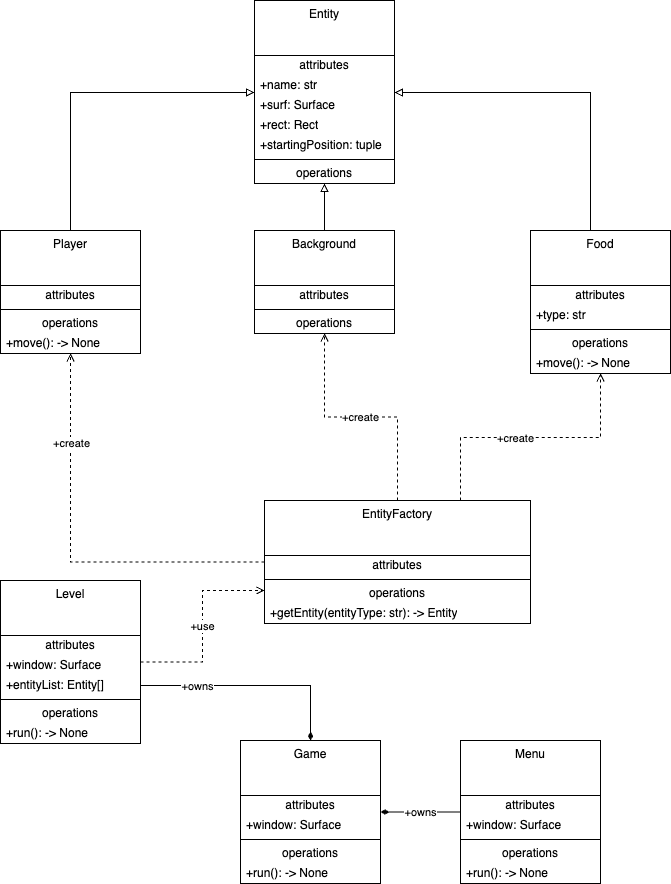 Entity
attributes
+name: str
+surf: Surface
+rect: Rect
+startingPosition: tuple
operations
Player
attributes
operations
+move(): -> None
Background
attributes
operations
Food
attributes
+type: str
operations
+move(): -> None
+create
+create
+create
EntityFactory
attributes
operations
+getEntity(entityType: str): -> Entity
Level
attributes
+window: Surface
+entityList: Entity[]
operations
+run(): -> None
+use
+owns
Game
attributes
+window: Surface
operations
+run(): -> None
+owns
Menu
attributes
+window: Surface
operations
+run(): -> None